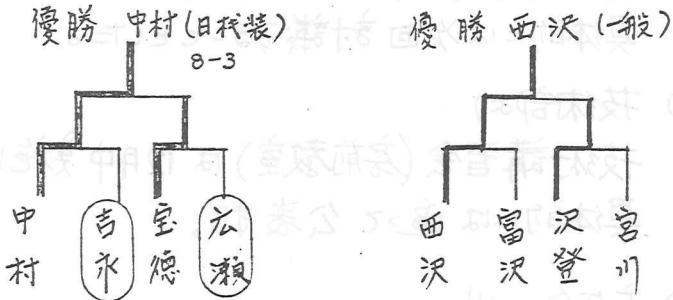 優勝 中村(日代装)
8-3
中村
吉永
宝徳
広瀬
優勝 西沢(一般)
西沢
富沢
沢登
宮川